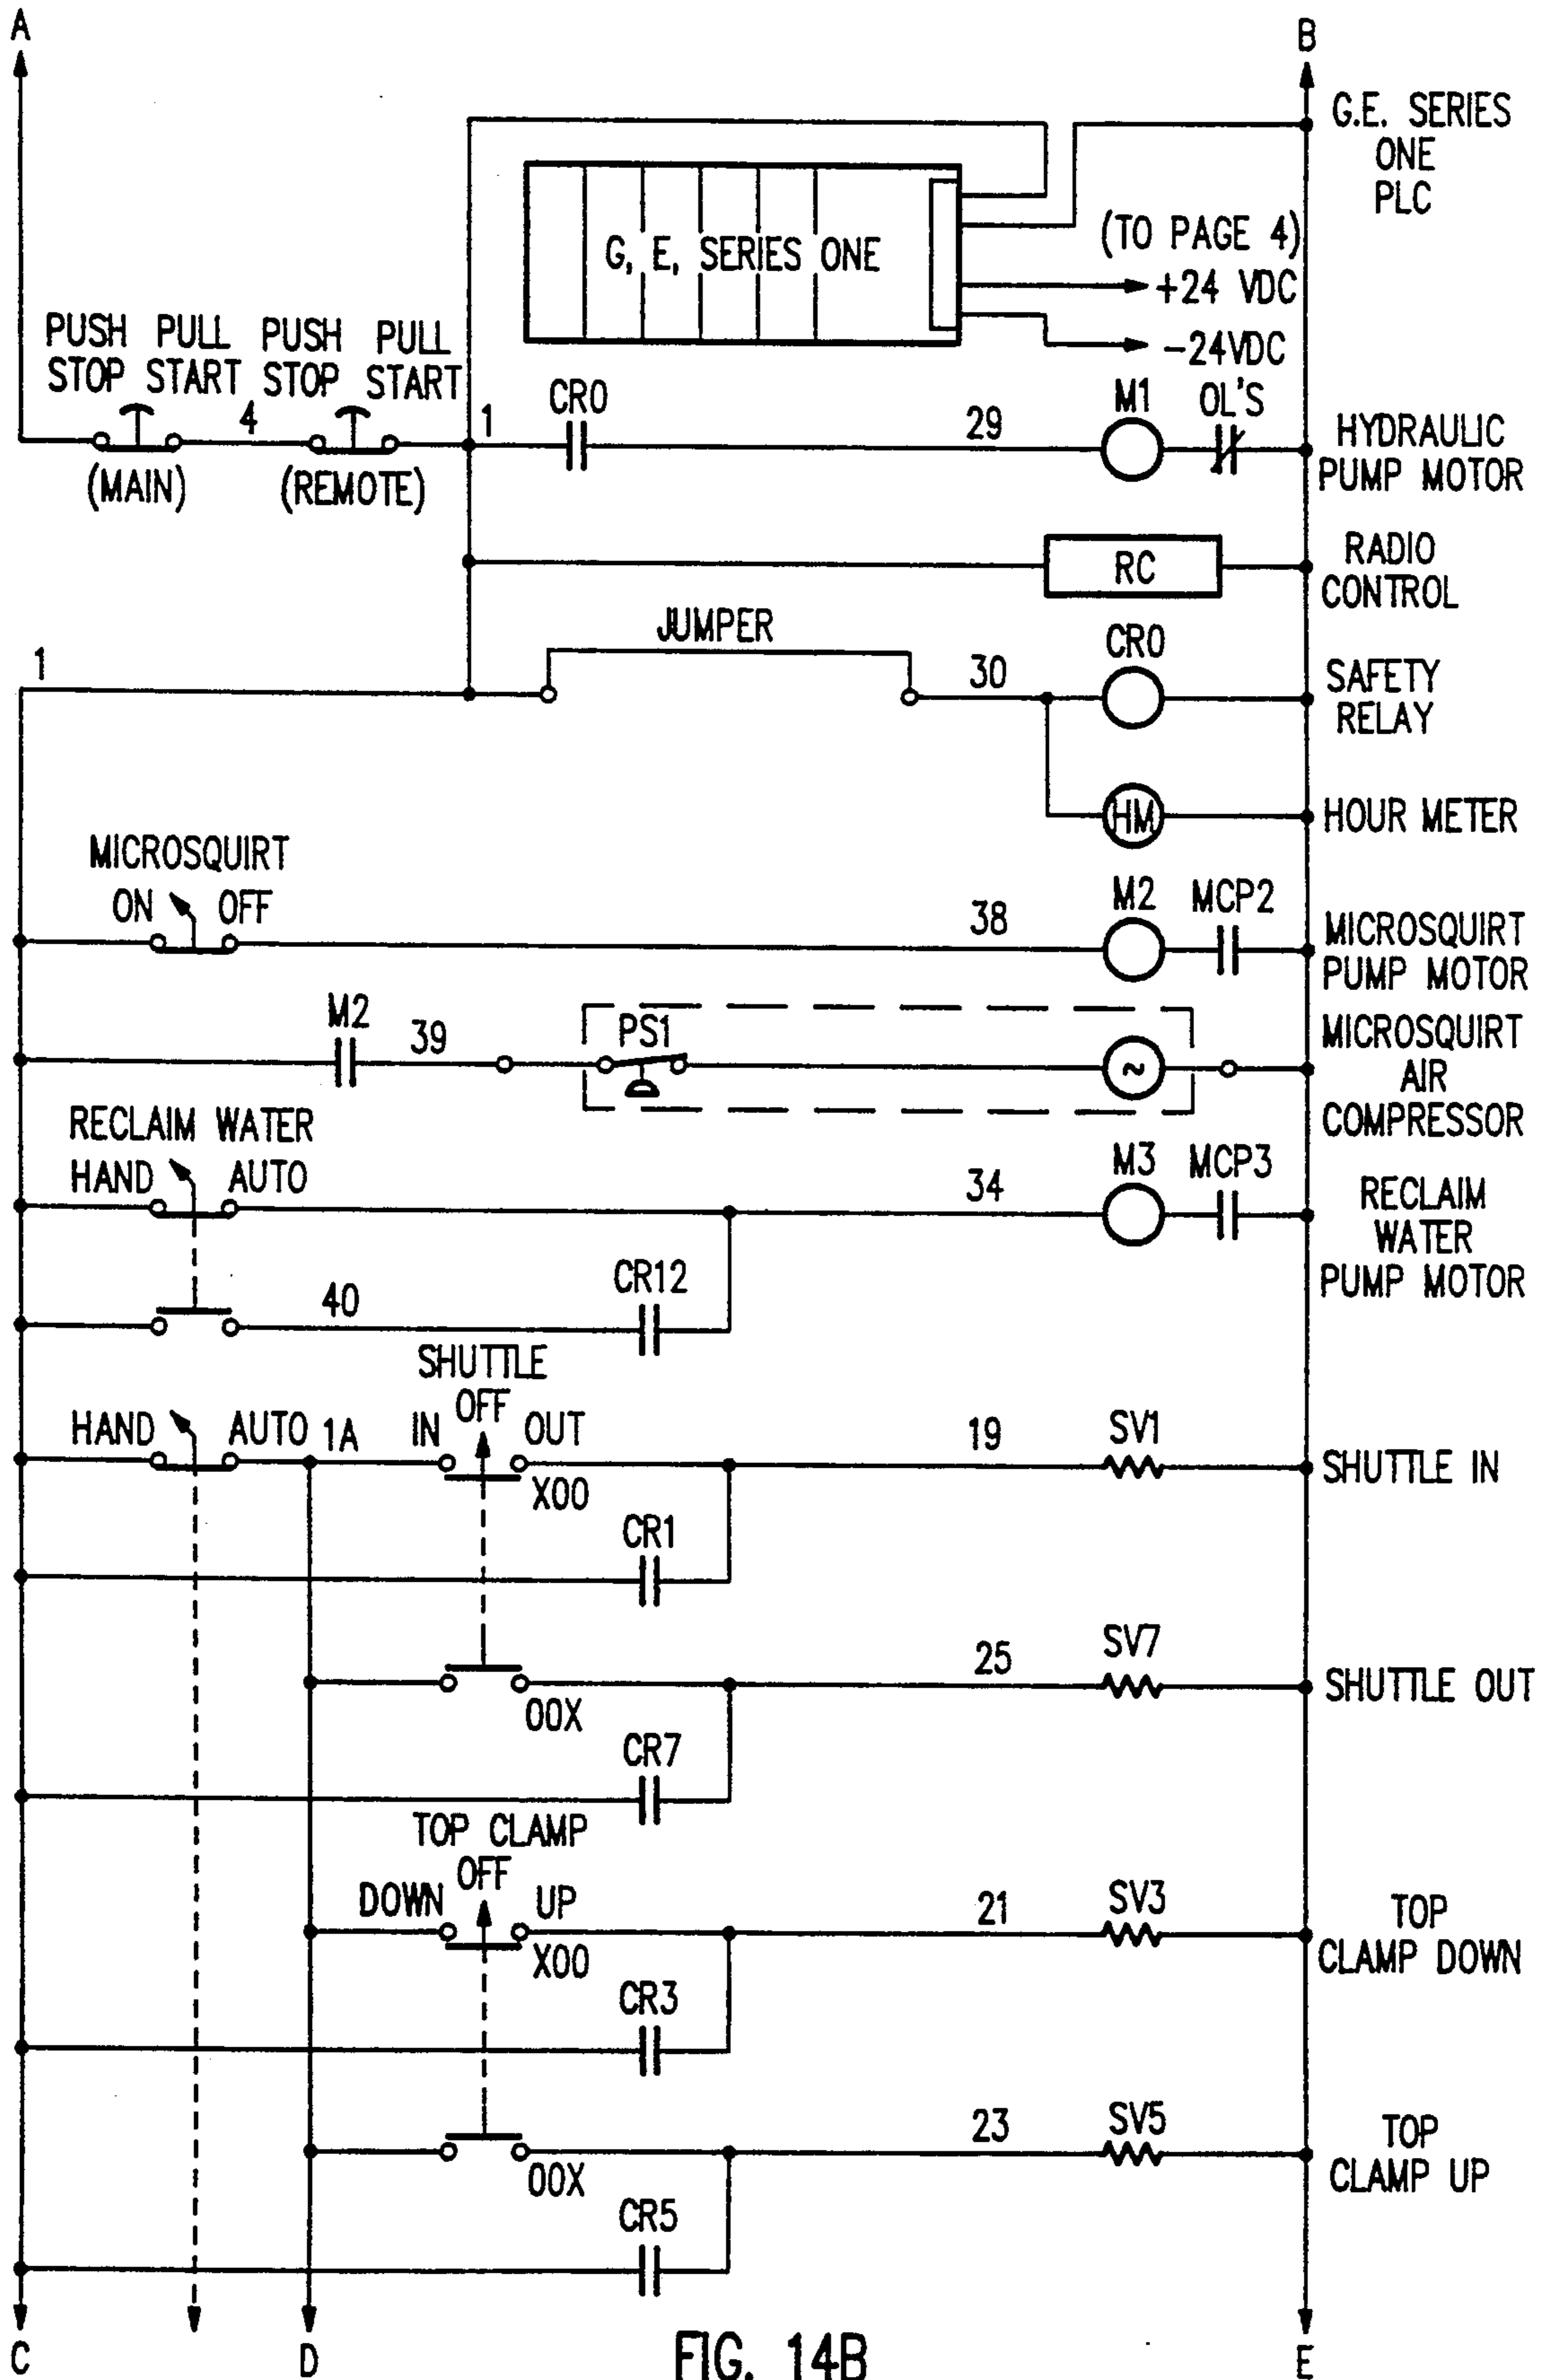 A
B
G.E. SERIES
ONE
PLC
(TO PAGE 4)
G, E, SERIES ONE
+24 VDC
-24VDC
PUSH PULL PUSH PULL
STOP START STOP START
4
(MAIN)
(REMOTE)
1
CR0
29
M1
OL'S
HYDRAULIC
PUMP MOTOR
RC
RADIO
CONTROL
1
JUMPER
30
CR0
SAFETY
RELAY
HM
HOUR METER
MICROSQUIRT
ON OFF
38
M2
MCP2
MICROSQUIRT
PUMP MOTOR
M2
39
PS1
~
MICROSQUIRT
AIR
COMPRESSOR
RECLAIM WATER
HAND AUTO
34
M3
MCP3
RECLAIM
WATER
PUMP MOTOR
40
CR12
SHUTTLE
OFF
HAND AUTO 1A IN OUT
X00
19
SV1
SHUTTLE IN
CR1
00X
25
SV7
SHUTTLE OUT
CR7
TOP CLAMP
OFF
DOWN UP
X00
21
SV3
TOP
CLAMP DOWN
CR3
00X
23
SV5
TOP
CLAMP UP
CR5
C
D
E
FIG. 14B